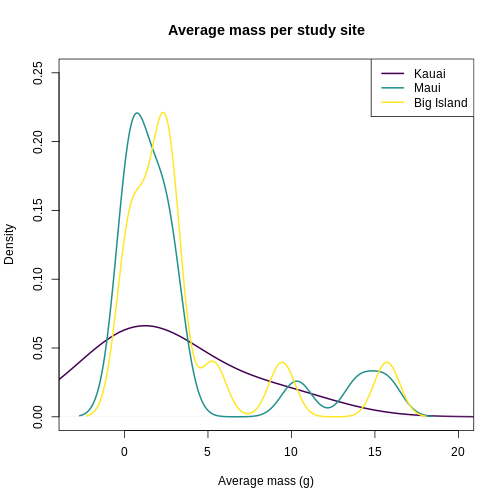 Average mass per study site
Kauai
Maui
Big Island
Density
0.25
0.20
0.15
0.10
0.05
0.00
0 5 10 15 20
Average mass (g)